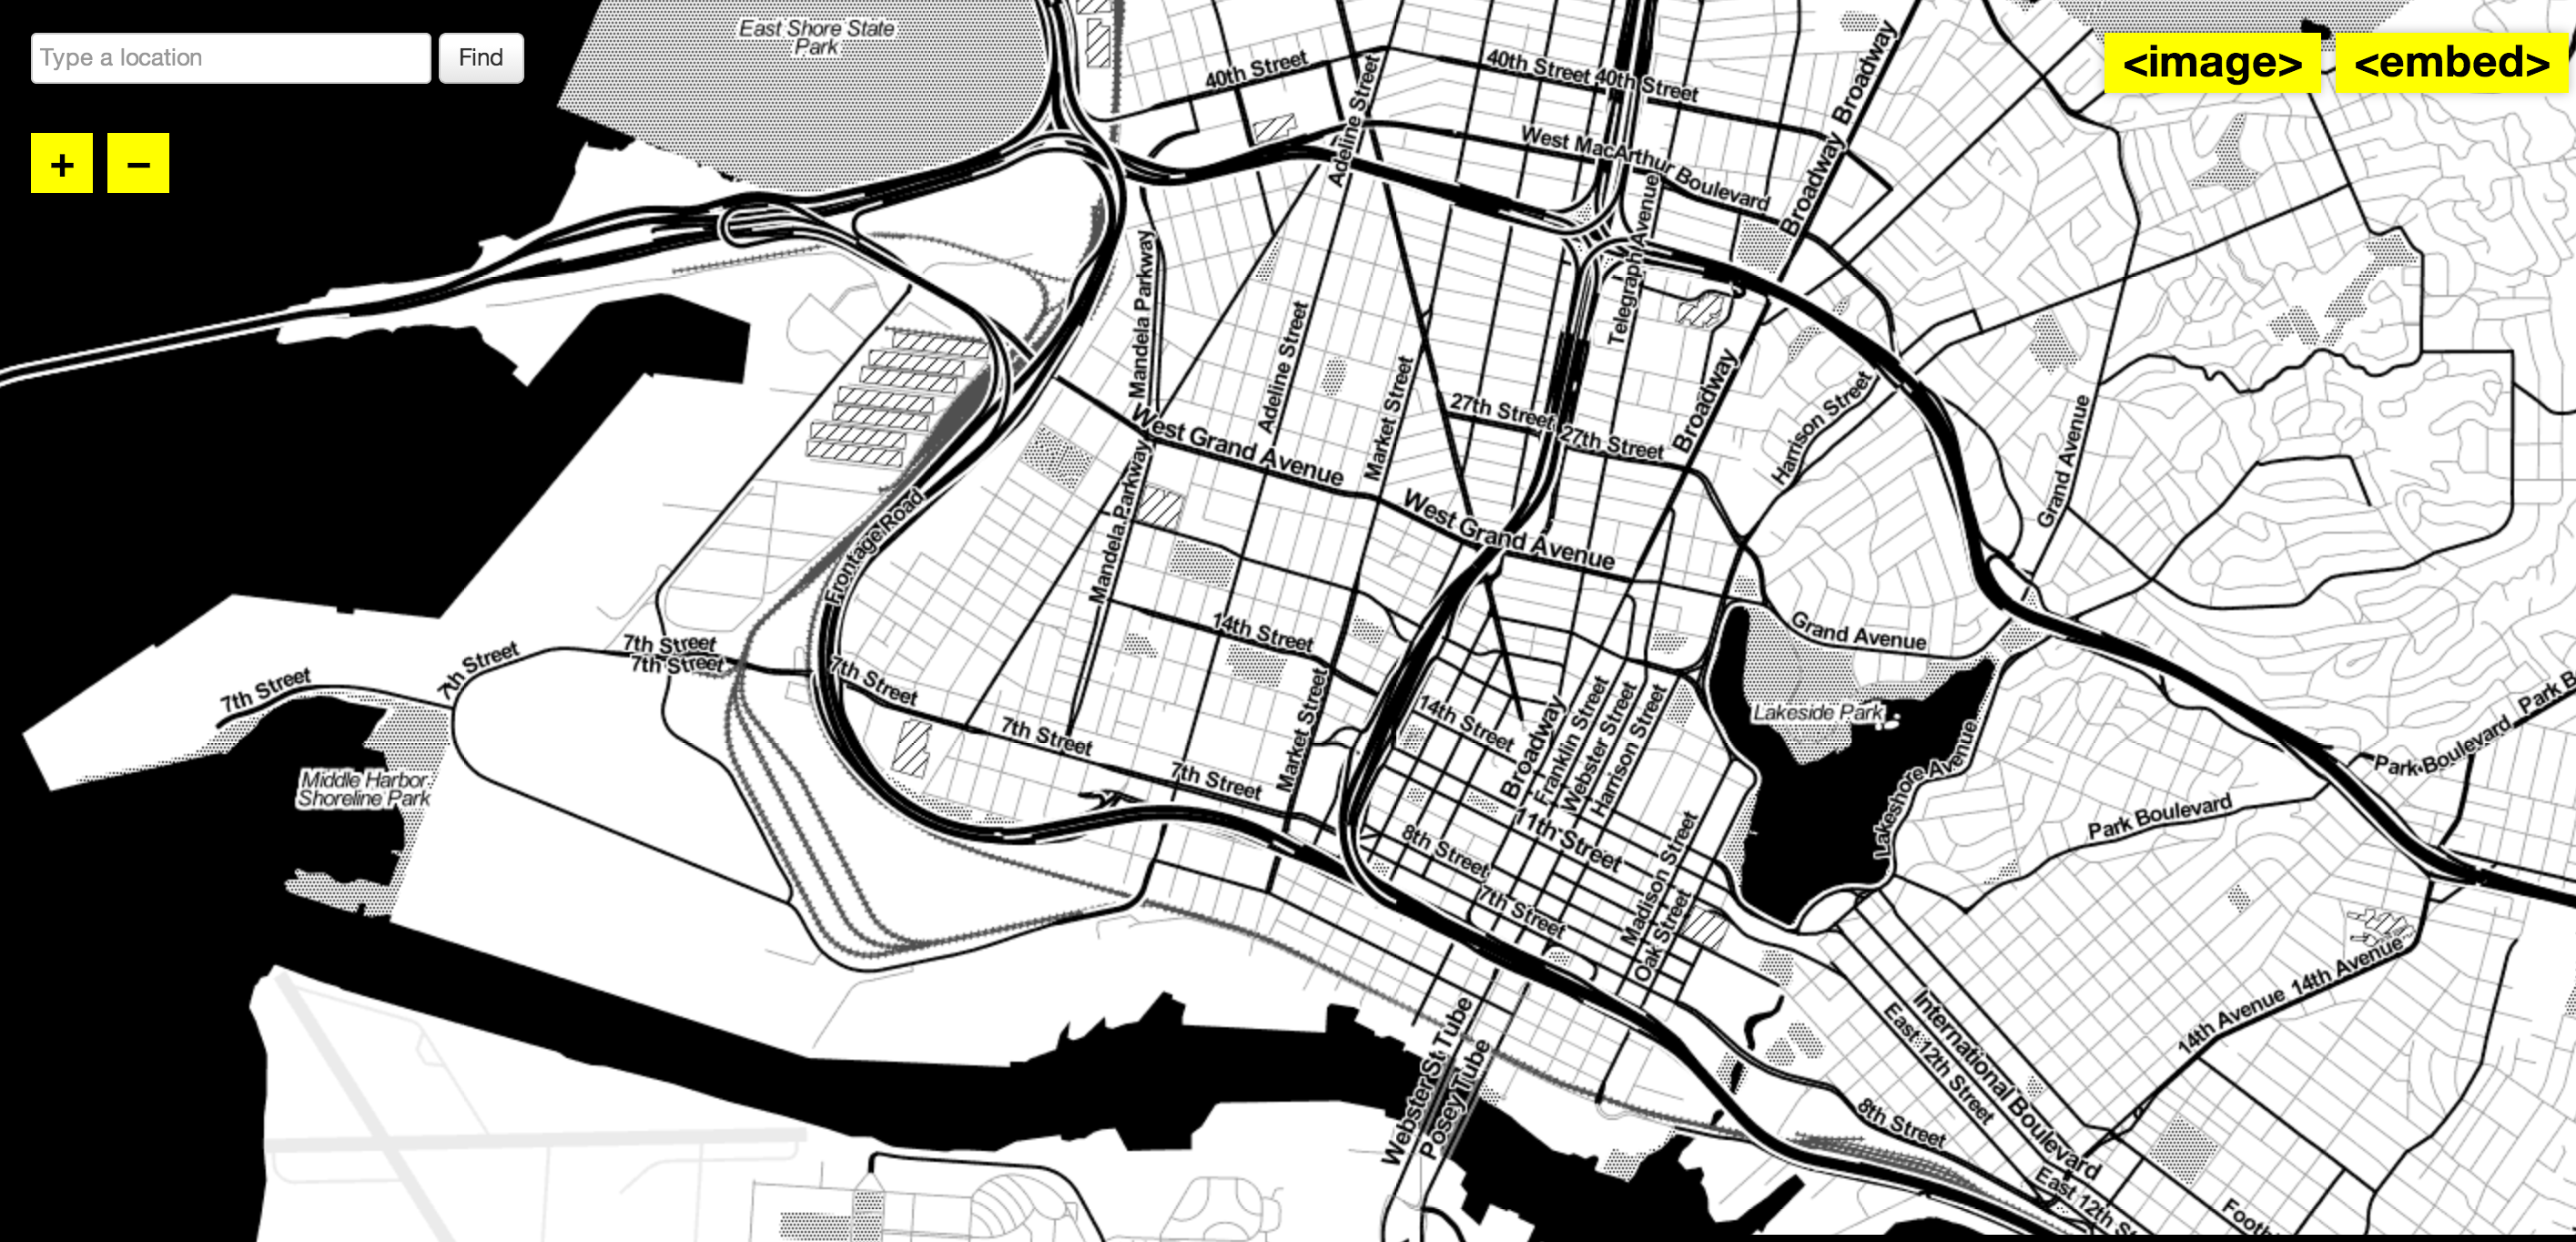 East Shore State
Park
Type a location
Find
<image>
<embed>
+
−
40th Street
40th Street
40th Street
Adeline Street
Broadway
Broadway
Broadway
West MacArthur Boulevard
Telegraph Avenue
Mandela Parkway
Adeline Street
Market Street
27th Street
27th Street
Broadway
Harrison Street
Grand Avenue
West Grand Avenue
West Grand Avenue
Mandela Parkway
Frontage Road
14th Street
Grand Avenue
7th Street
7th Street
7th Street
7th Street
7th Street
7th Street
7th Street
Market Street
14th Street
Broadway
Franklin Street
Webster Street
Harrison Street
Lakeside Park
Lakeshore Avenue
Park Boulevard
Park B
Park Boulevard
Middle Harbor
Shoreline Park
11th Street
8th Street
7th Street
Madison Street
Oak Street
14th Avenue
14th Avenue
International Boulevard
East 12th Street
Webster St Tube
Posey Tube
8th Street
East 12th S
Footh